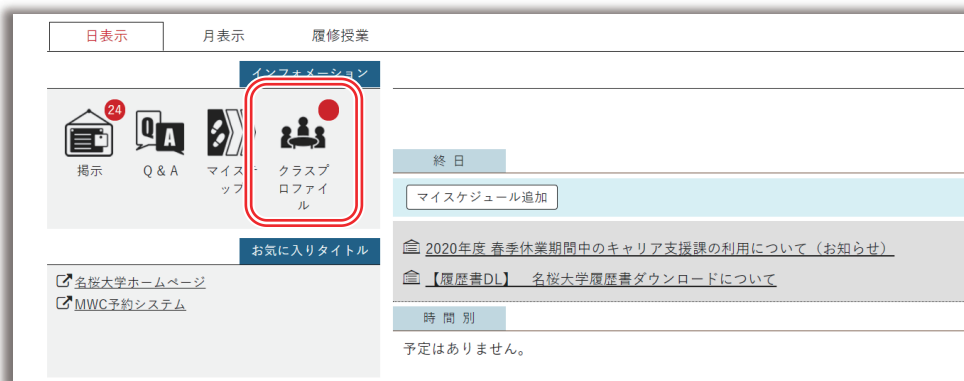 日表示
月表示
履修授業
インフォメーション
24
掲示
Q & A
マイステップ
クラスプ
ロファイ
ル
お気に入りタイトル
名桜大学ホームページ
MWC予約システム
終 日
マイスケジュール追加
2020年度 春季休業期間中のキャリア支援課の利用について（お知らせ）
【履歴書DL】　名桜大学履歴書ダウンロードについて
時 間 別
予定はありません。